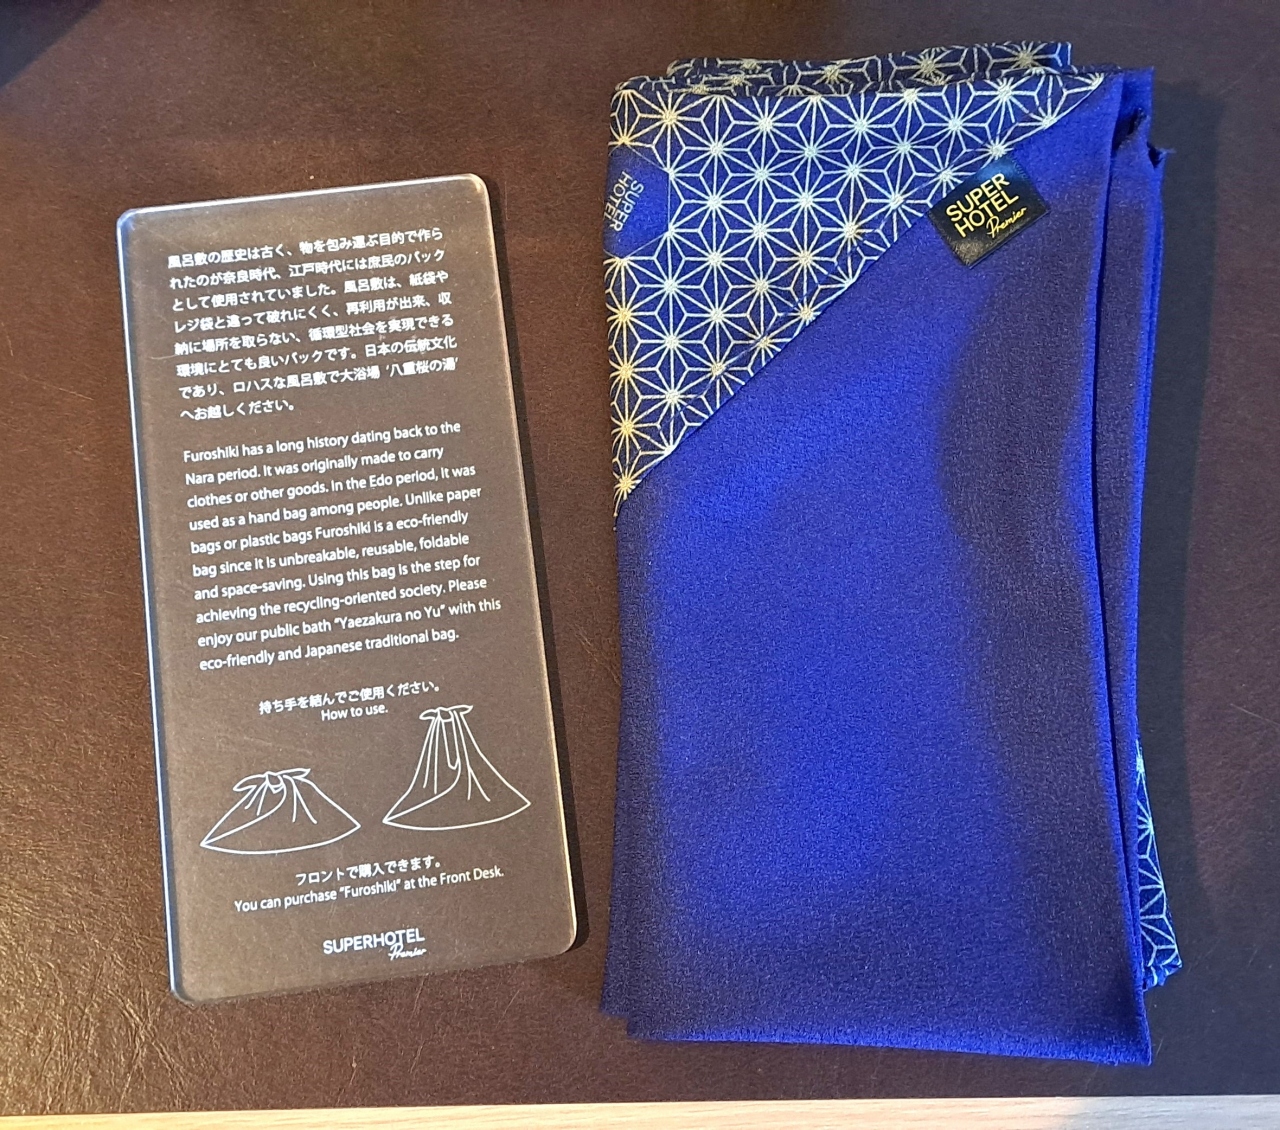 風呂敷の歴史は古く、物を包み運ぶ目的で作ら
れたのが奈良時代、江戸時代には庶民のバック
として使用されていました。風呂敷は、紙袋や
レジ袋と違って破れにくく、再利用が出来、収
納に場所を取らない、循環型社会を実現できる
環境にとても良いバックです。日本の伝統文化
であり、ロハスな風呂敷で大浴場‘八重桜の湯’
へお越しください。
Furoshiki has a long history dating back to the
Nara period. It was originally made to carry
clothes or other goods. In the Edo period, it was
used as a hand bag among people. Unlike paper
bags or plastic bags Furoshiki is a eco-friendly
bag since it is unbreakable, reusable, foldable
and space-saving. Using this bag is the step for
achieving the recycling-oriented society. Please
enjoy our public bath “Yaezakura no Yu” with this
eco-friendly and Japanese traditional bag.
持ち手を結んでご使用ください。
How to use.
フロントで購入できます。
You can purchase “Furoshiki” at the Front Desk.
SUPERHOTEL
Premier
SUPER
HOTEL
SUPER
HOTEL
Premier